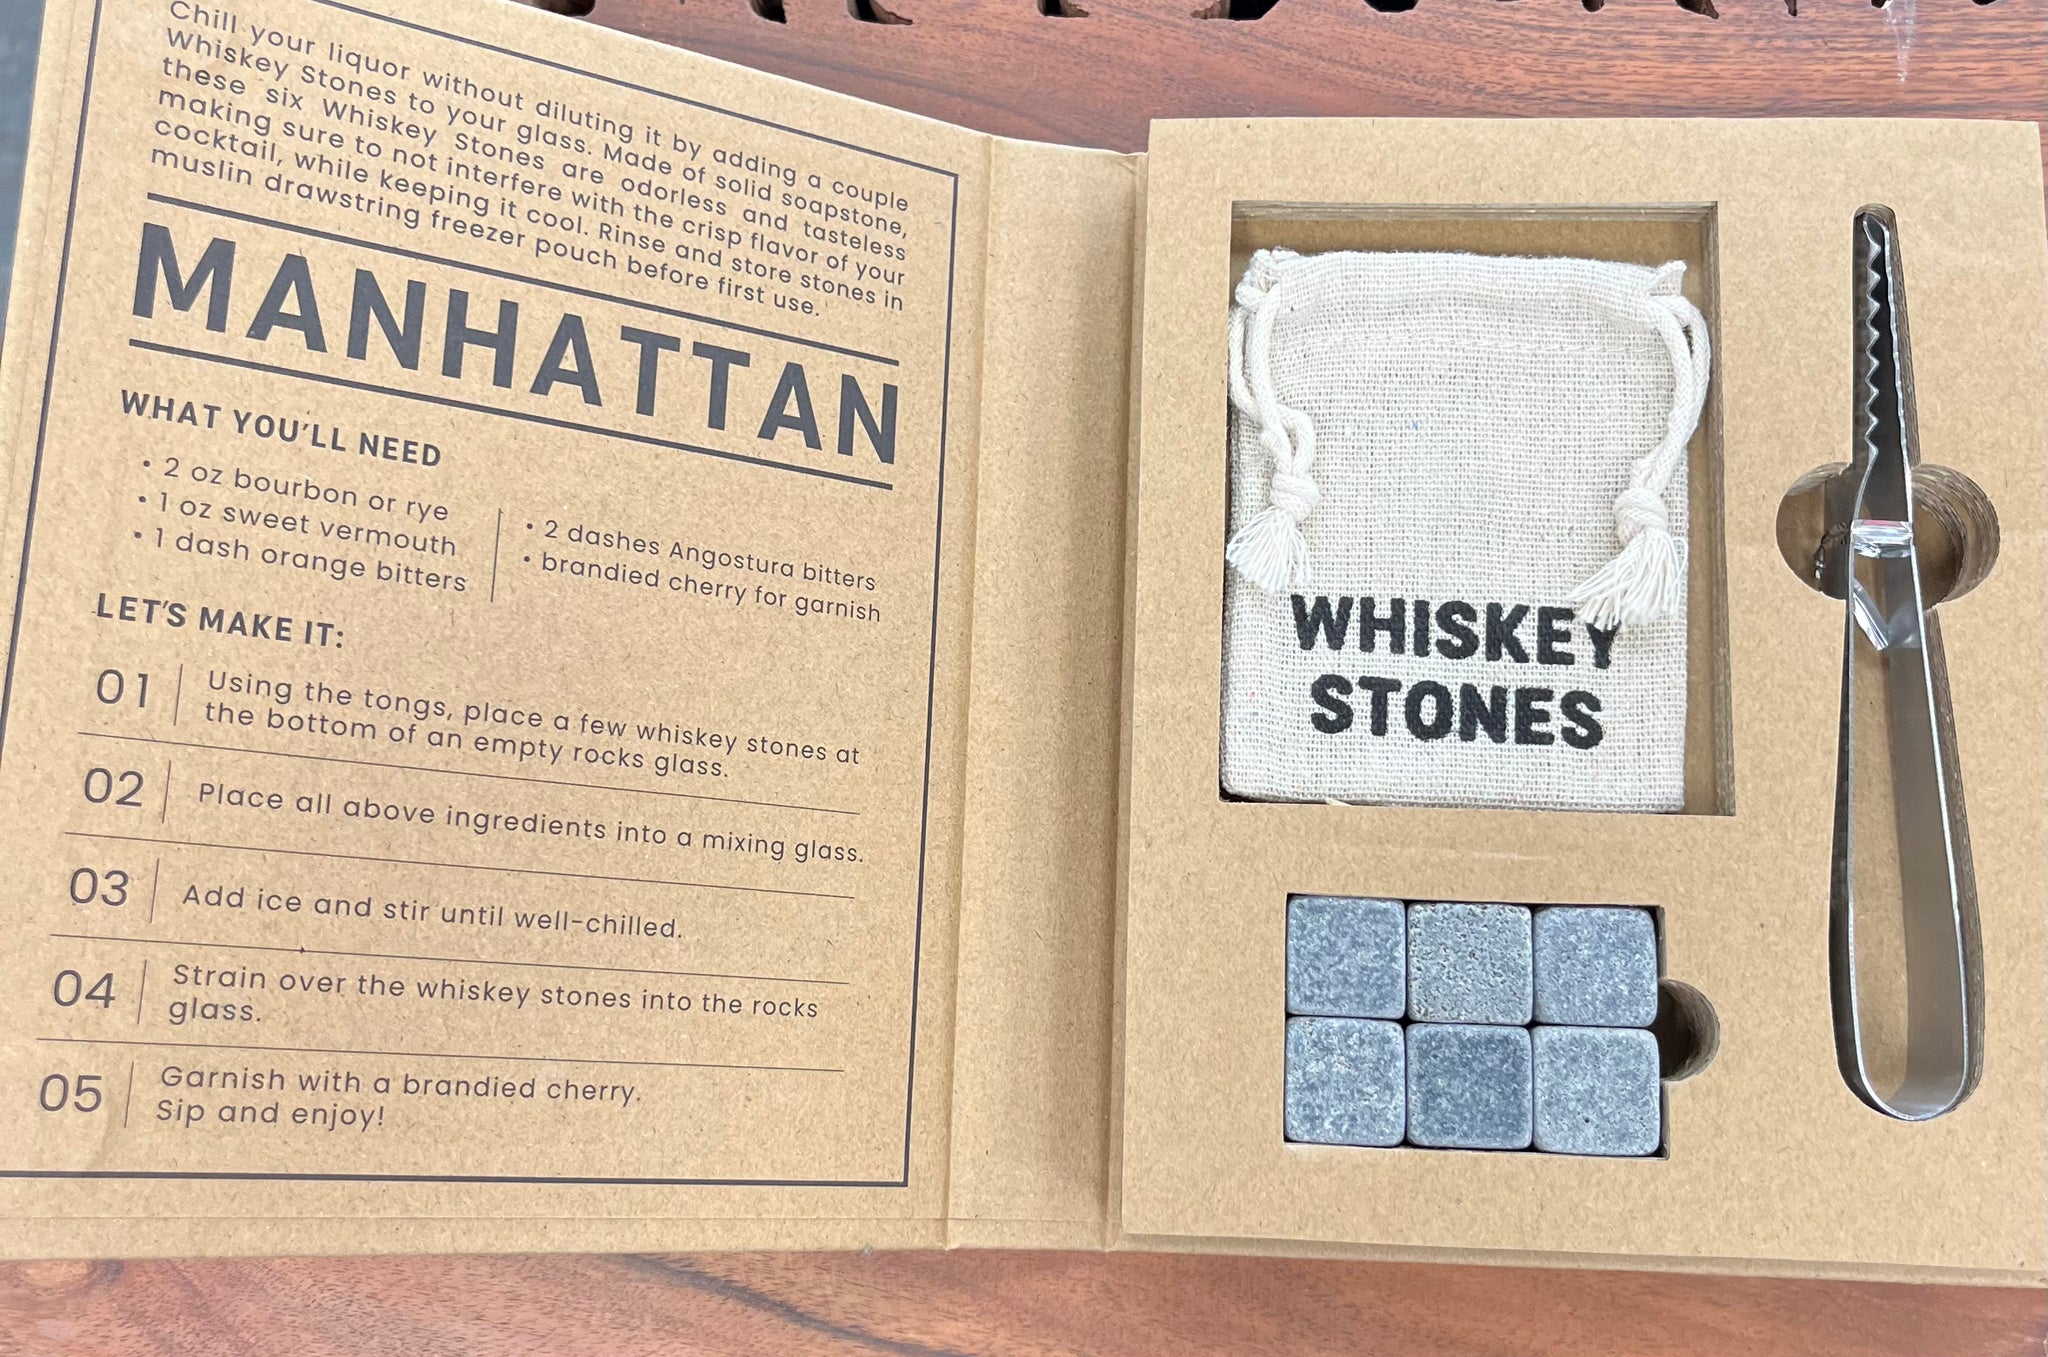 Chill your liquor without diluting it by adding a couple
Whiskey Stones to your glass. Made of solid soapstone,
these six Whiskey Stones are odorless and tasteless
making sure to not interfere with the crisp flavor of your
cocktail, while keeping it cool. Rinse and store stones in
muslin drawstring freezer pouch before first use.
MANHATTAN
WHAT YOU'LL NEED
• 2 oz bourbon or rye
• 1 oz sweet vermouth
• 1 dash orange bitters
• 2 dashes Angostura bitters
• brandied cherry for garnish
LET'S MAKE IT:
01 Using the tongs, place a few whiskey stones at
the bottom of an empty rocks glass.
02 Place all above ingredients into a mixing glass.
03 Add ice and stir until well-chilled.
04 Strain over the whiskey stones into the rocks
glass.
05 Garnish with a brandied cherry.
Sip and enjoy!
WHISKEY
STONES